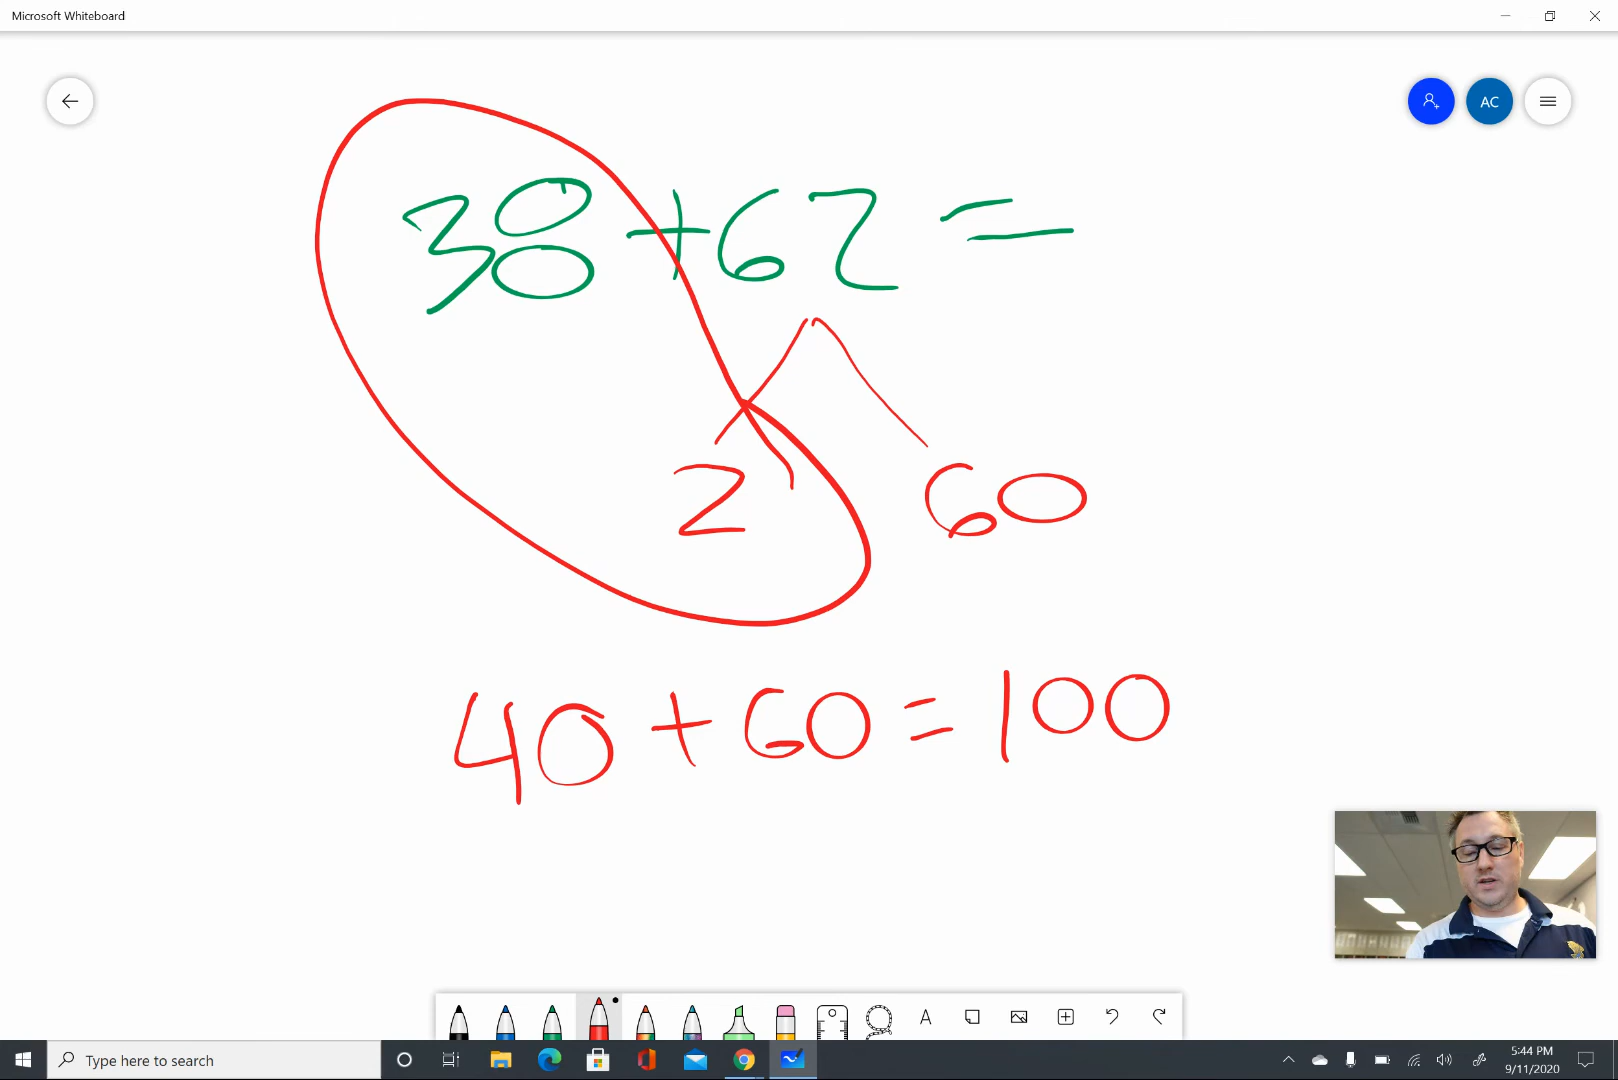 Microsoft Whiteboard
AC
38+62=
2 60
40+60=100
A
Type here to search
5:44 PM
9/11/2020